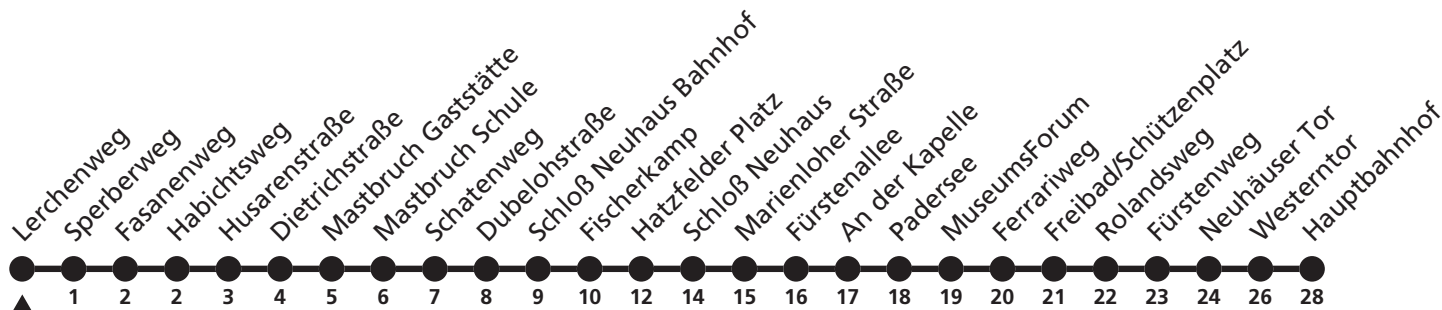 Lerchenweg
Sperberweg
Fasanenweg
Habichtsweg
Husarenstraße
Dietrichstraße
Mastbruch Gaststätte
Mastbruch Schule
Schatenweg
Dubelohstraße
Schloß Neuhaus Bahnhof
Fischerkamp
Hatzfelder Platz
Schloß Neuhaus
Marienloher Straße
Fürstenallee
An der Kapelle
Padersee
MuseumsForum
Ferrariweg
Freibad/Schützenplatz
Rolandsweg
Fürstenweg
Neuhäuser Tor
Westerntor
Hauptbahnhof
1 2 2 3 4 5 6 7 8 9 10 12 14 15 16 17 18 19 20 21 22 23 24 26 28